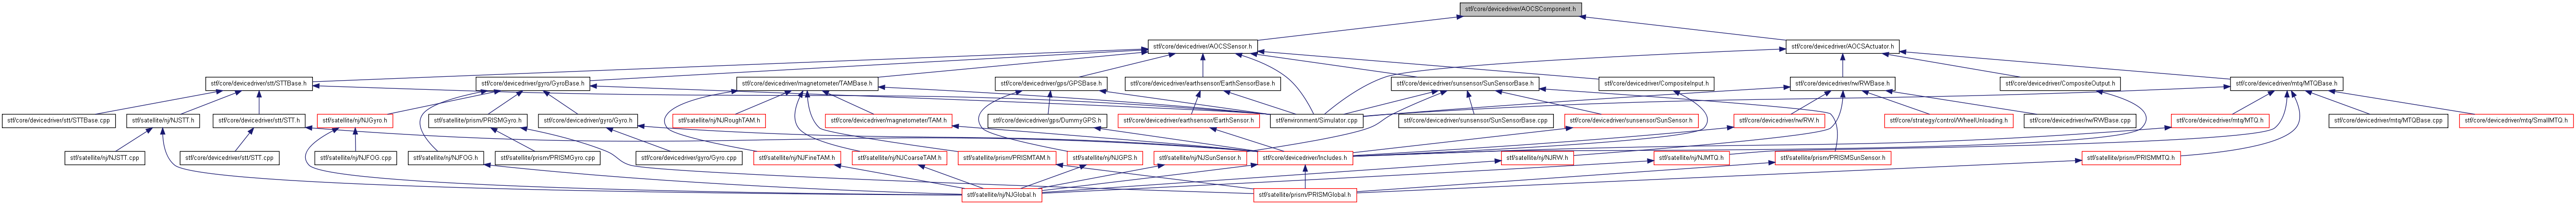 stf/core/devicedriver/AOCSComponent.h
stf/core/devicedriver/AOCSSensor.h
stf/core/devicedriver/AOCSActuator.h
stf/core/devicedriver/stt/STTBase.h
stf/core/devicedriver/gyro/GyroBase.h
stf/core/devicedriver/magnetometer/TAMBase.h
stf/core/devicedriver/gps/GPSBase.h
stf/core/devicedriver/earthsensor/EarthSensorBase.h
stf/core/devicedriver/sunsensor/SunSensorBase.h
stf/core/devicedriver/CompositeInput.h
stf/core/devicedriver/rw/RWBase.h
stf/core/devicedriver/CompositeOutput.h
stf/core/devicedriver/mtq/MTQBase.h
stf/core/devicedriver/stt/STTBase.cpp
stf/satellite/nj/NJSTT.h
stf/core/devicedriver/stt/STT.h
stf/satellite/nj/NJGyro.h
stf/satellite/prism/PRISMGyro.h
stf/core/devicedriver/gyro/Gyro.h
stf/satellite/nj/NJRoughTAM.h
stf/core/devicedriver/magnetometer/TAM.h
stf/core/devicedriver/gps/DummyGPS.h
stf/core/devicedriver/earthsensor/EarthSensor.h
stf/environment/Simulator.cpp
stf/core/devicedriver/sunsensor/SunSensorBase.cpp
stf/core/devicedriver/sunsensor/SunSensor.h
stf/core/devicedriver/rw/RW.h
stf/core/strategy/control/WheelUnloading.h
stf/core/devicedriver/rw/RWBase.cpp
stf/core/devicedriver/mtq/MTQ.h
stf/core/devicedriver/mtq/MTQBase.cpp
stf/core/devicedriver/mtq/SmallMTQ.h
stf/satellite/nj/NJSTT.cpp
stf/core/devicedriver/stt/STT.cpp
stf/satellite/nj/NJFOG.cpp
stf/satellite/nj/NJFOG.h
stf/satellite/prism/PRISMGyro.cpp
stf/core/devicedriver/gyro/Gyro.cpp
stf/satellite/nj/NJFineTAM.h
stf/satellite/nj/NJCoarseTAM.h
stf/satellite/prism/PRISMTAM.h
stf/satellite/nj/NJGPS.h
stf/satellite/nj/NJSunSensor.h
stf/core/devicedriver/Includes.h
stf/satellite/nj/NJRW.h
stf/satellite/nj/NJMTQ.h
stf/satellite/prism/PRISMSunSensor.h
stf/satellite/prism/PRISMMTQ.h
stf/satellite/nj/NJGlobal.h
stf/satellite/prism/PRISMGlobal.h